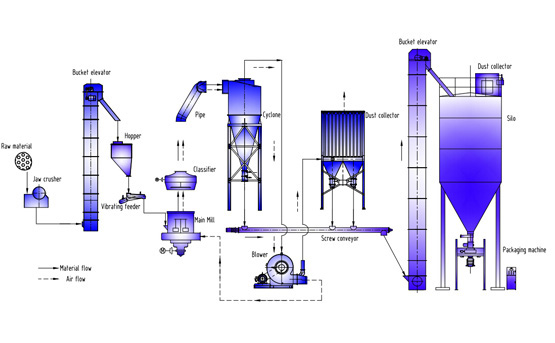 Bucket elevator
Dust collector
Bucket elevator
Hopper
Pipe
Cyclone
Dust collector
Silo
Raw material
Jaw crusher
Classifier
Vibrating feeder
Main Mill
Screw conveyor
Blower
Packaging machine
Material flow
Air flow